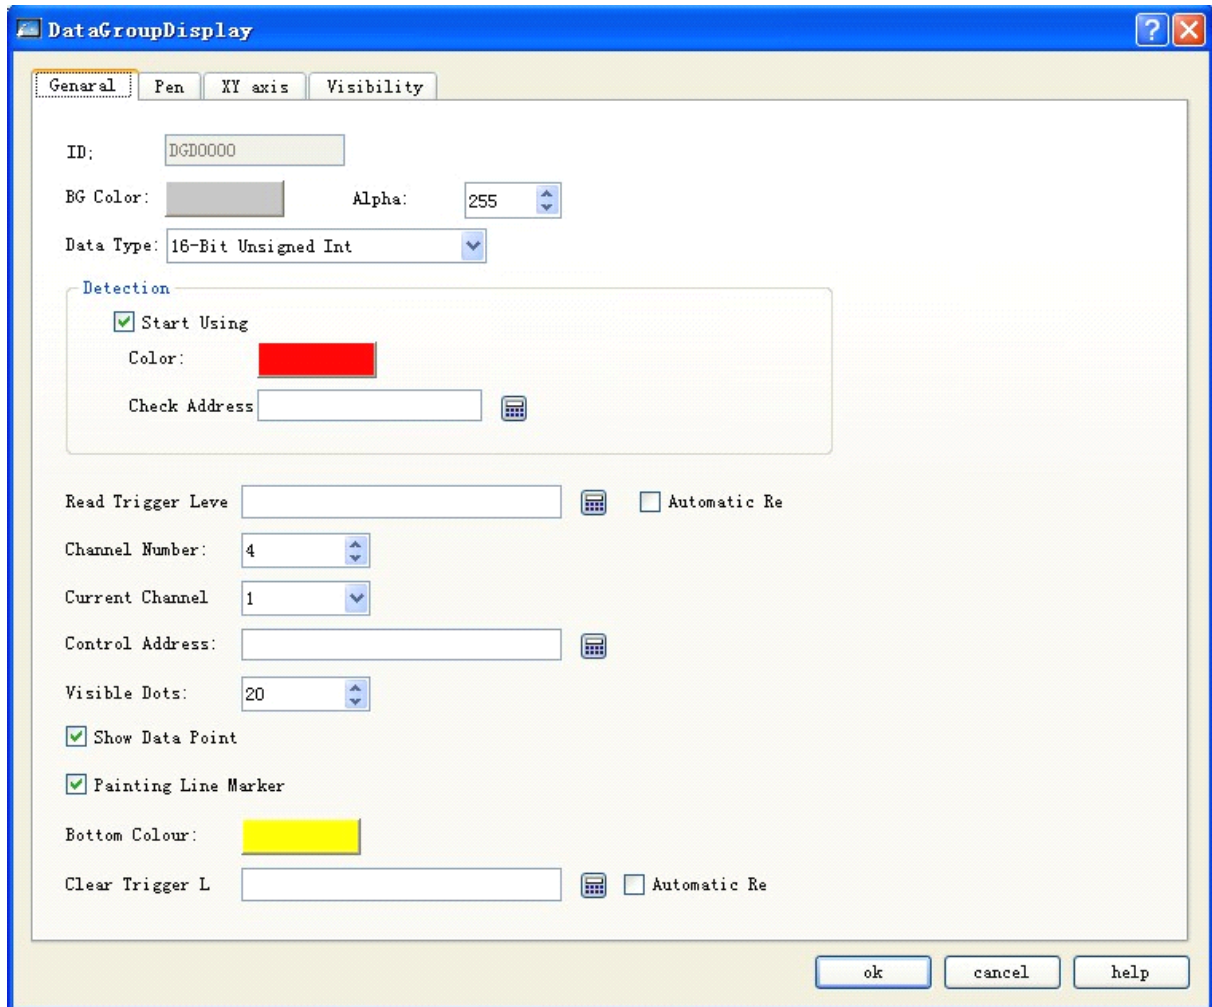 DataGroupDisplay
?
Genaral Pen XY axis Visibility
ID; DGD0000
BG Color: Alpha: 255
Data Type: 16-Bit Unsigned Int
Detection
Start Using
Color:
Check Address
Read Trigger Leve Automatic Re
Channel Number: 4
Current Channel 1
Control Address:
Visible Dots: 20
Show Data Point
Painting Line Marker
Bottom Colour:
Clear Trigger L Automatic Re
ok cancel help